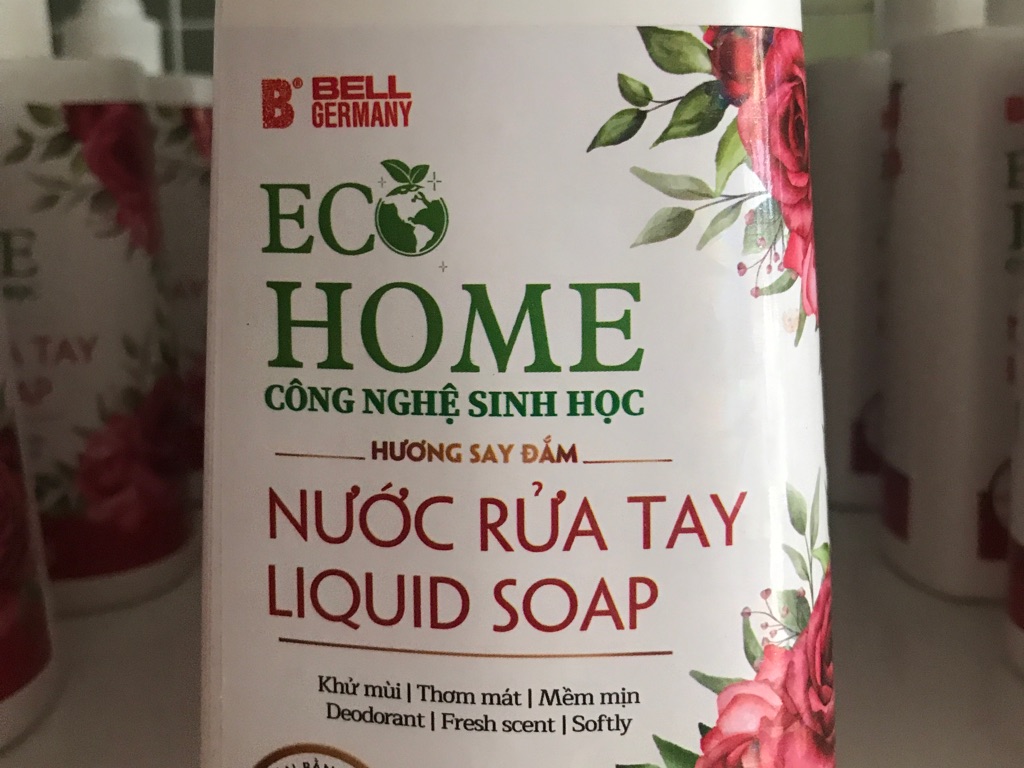 B® BELL
GERMANY
ECO
HOME
CÔNG NGHỆ SINH HỌC
HƯƠNG SAY ĐẮM
NƯỚC RỬA TAY
LIQUID SOAP
Khử mùi | Thơm mát | Mềm mịn
Deodorant | Fresh scent | Softly
TAY